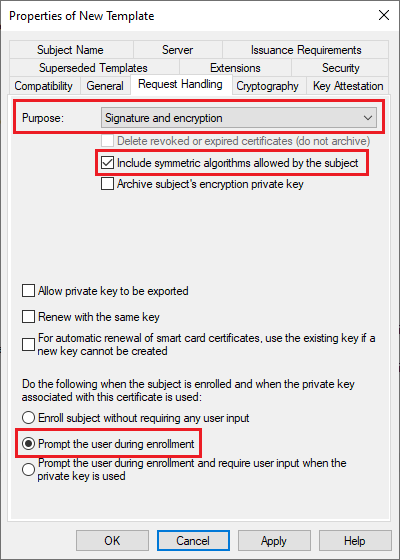 Properties of New Template
Subject Name Server Issuance Requirements
Superseded Templates Extensions Security
Compatibility General Request Handling Cryptography Key Attestation
Purpose: Signature and encryption
Delete revoked or expired certificates (do not archive)
Include symmetric algorithms allowed by the subject
Archive subject's encryption private key
Allow private key to be exported
Renew with the same key
For automatic renewal of smart card certificates, use the existing key if a
new key cannot be created
Do the following when the subject is enrolled and when the private key
associated with this certificate is used:
Enroll subject without requiring any user input
Prompt the user during enrollment
Prompt the user during enrollment and require user input when the
private key is used
OK Cancel Apply Help